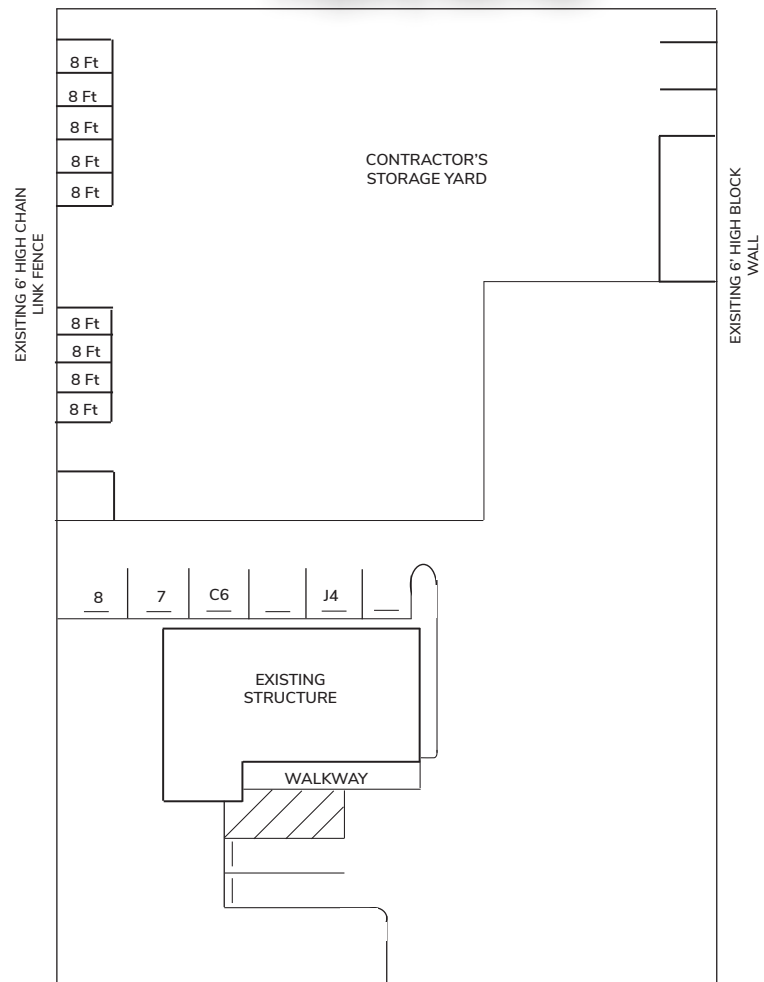 8 Ft
8 Ft
8 Ft
8 Ft
8 Ft
CONTRACTOR'S
STORAGE YARD
EXISITING 6' HIGH CHAIN
LINK FENCE
EXISITING 6' HIGH BLOCK
WALL
8 Ft
8 Ft
8 Ft
8 Ft
8
7
C6
J4
EXISTING
STRUCTURE
WALKWAY